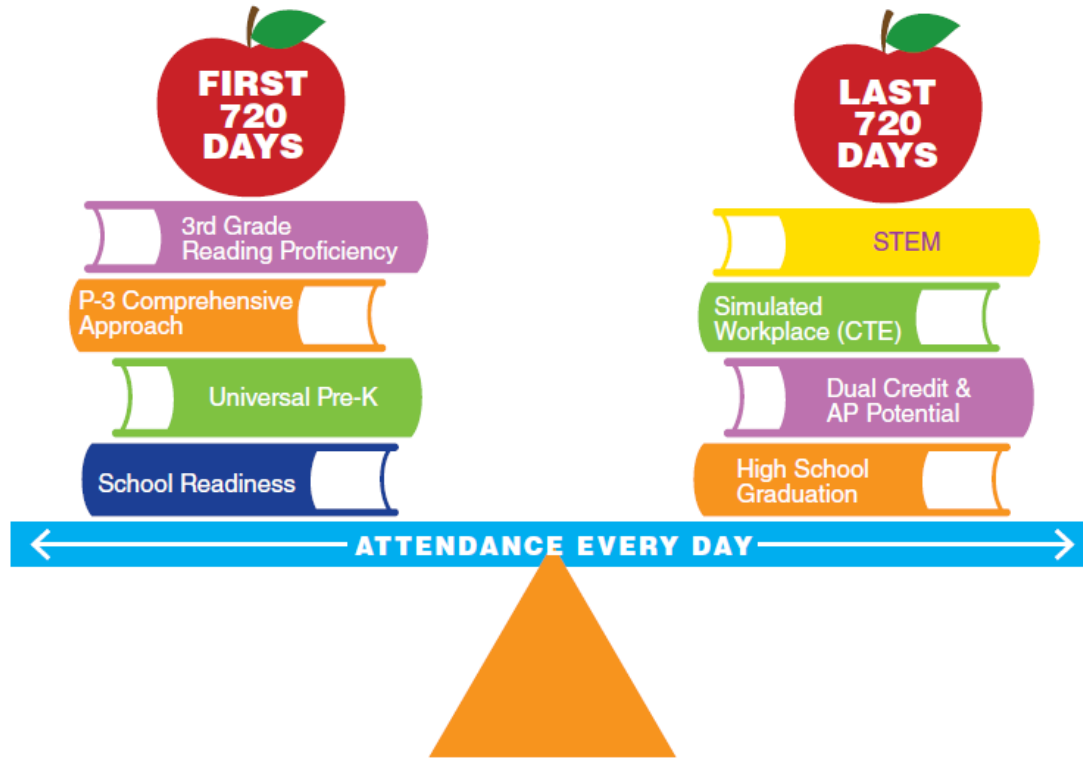 FIRST
720
DAYS
3rd Grade
Reading Proficiency
P-3 Comprehensive
Approach
Universal Pre-K
School Readiness
LAST
720
DAYS
STEM
Simulated
Workplace (CTE)
Dual Credit &
AP Potential
High School
Graduation
ATTENDANCE EVERY DAY